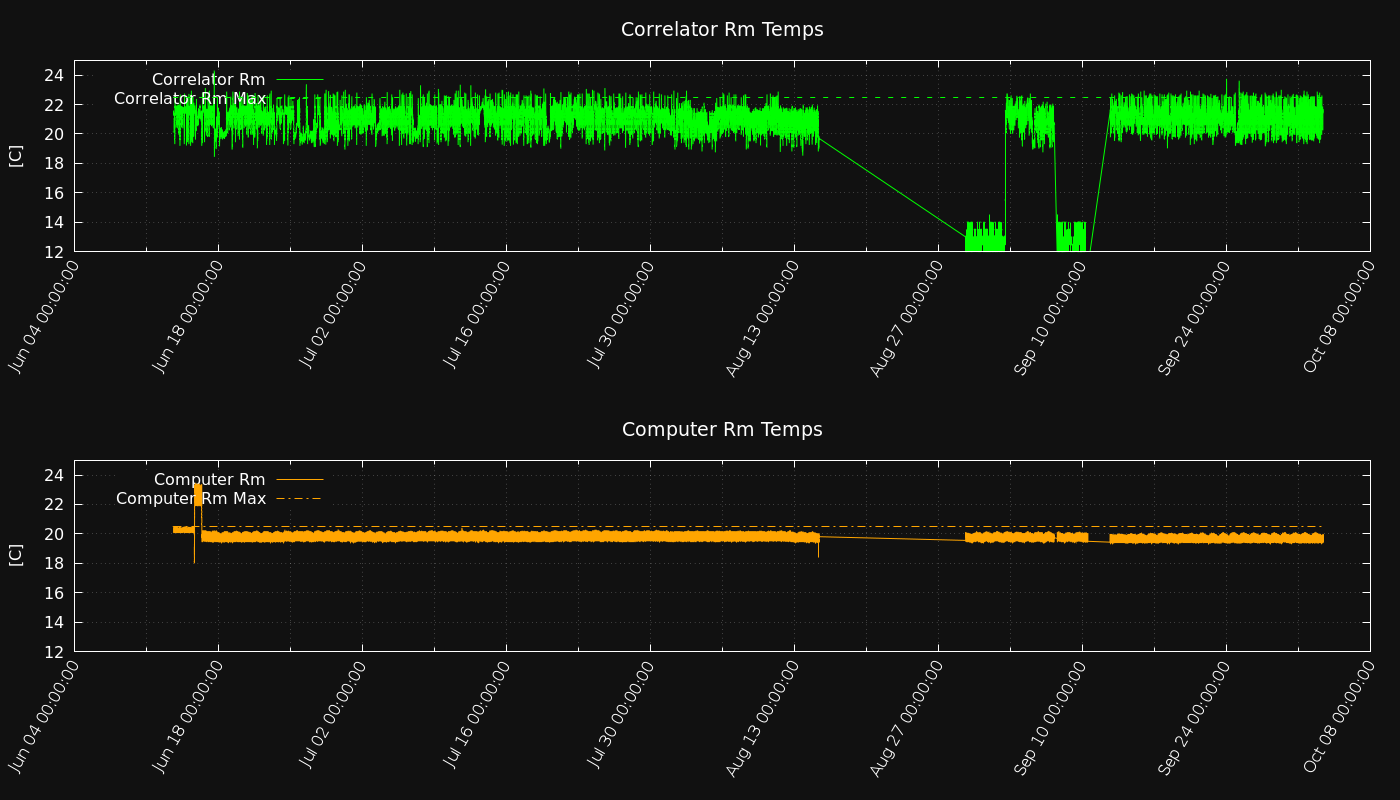 Correlator Rm Temps
24
22
20
18
16
14
12
[C]
Correlator Rm
Correlator Rm Max
Jun 04 00:00:00
Jun 18 00:00:00
Jul 02 00:00:00
Jul 16 00:00:00
Jul 30 00:00:00
Aug 13 00:00:00
Aug 27 00:00:00
Sep 10 00:00:00
Sep 24 00:00:00
Oct 08 00:00:00
Computer Rm Temps
24
22
20
18
16
14
12
[C]
Computer Rm
Computer Rm Max
Jun 04 00:00:00
Jun 18 00:00:00
Jul 02 00:00:00
Jul 16 00:00:00
Jul 30 00:00:00
Aug 13 00:00:00
Aug 27 00:00:00
Sep 10 00:00:00
Sep 24 00:00:00
Oct 08 00:00:00